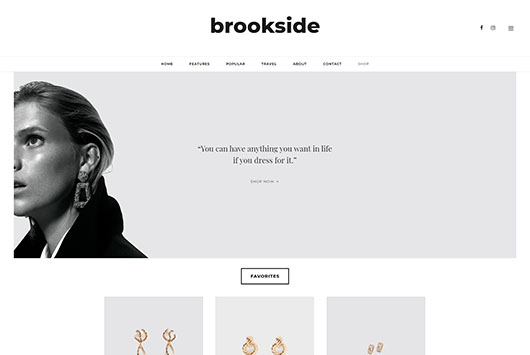 brookside
HOME FEATURES POPULAR TRAVEL ABOUT CONTACT SHOP
“You can have anything you want in life
if you dress for it.”
SHOP NOW
FAVORITES